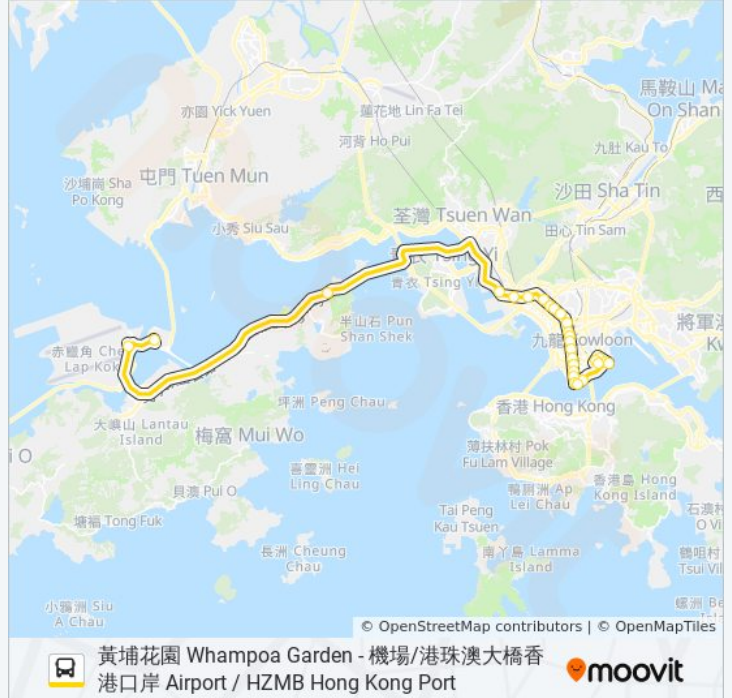 馬鞍山 Ma
On Shan
亦園 Yick Yuen
蓮花地 Lin Fa Tei
河背 Ho Pui
九肚 Kau To
屯門 Tuen Mun
沙埔崗 Sha
Po Kong
沙田 Sha Tin
西
荃灣 Tsuen Wan
小秀 Siu Sau
田心 Tin Sam
Tsing Yi
青衣 Tsing Yi
半山石 Pun
Shan Shek
將軍
Kw
九龍 Kowloon
赤鱲角 Che
Lap Kok
坪洲 Peng Chau
香港 Hong Kong
大嶼山 Lantau
Island
梅窩 Mui Wo
i O
薄扶林村 Pok
Fu Lam Village
喜靈洲 Hei
Ling Chau
鴨脷洲 Ap
Lei Chau
香港島 Hong
Kong Island
貝澳 Pui O
塘福 Tong Fuk
Tai Peng
Kau Tsuen
石澳村
O Vi
長洲 Cheung
Chau
南丫島 Lamma
Island
鶴咀村
Tsui Vil
小鴉洲 Siu
A Chau
螺洲 Be
© OpenStreetMap contributors | © OpenMapTiles
黃埔花園 Whampoa Garden - 機場/港珠澳大橋香
港口岸 Airport / HZMB Hong Kong Port
moovit